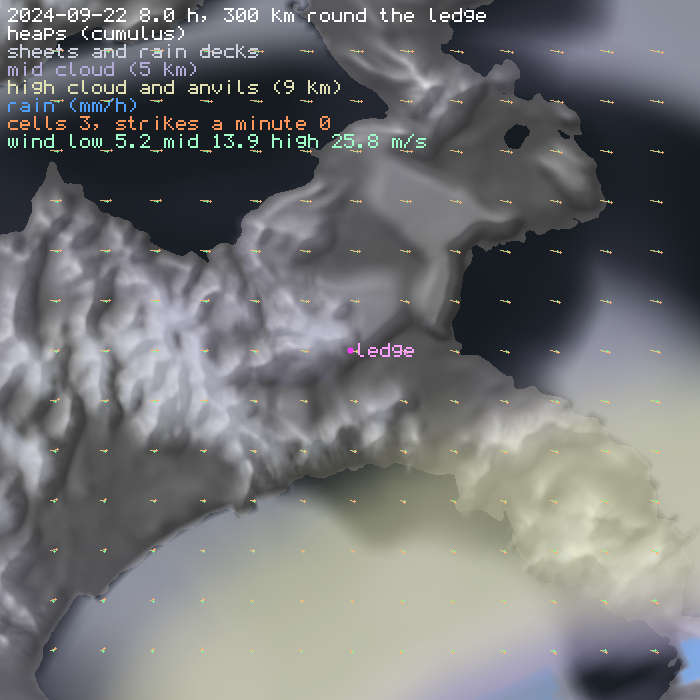 2024-09-22 8.0 h, 300 km round the ledge
heaps (cumulus)
sheets and rain decks
mid cloud (5 km)
high cloud and anvils (9 km)
rain (mm/h)
cells 3, strikes a minute 0
wind low 5.2 mid 13.9 high 25.8 m/s
ledge